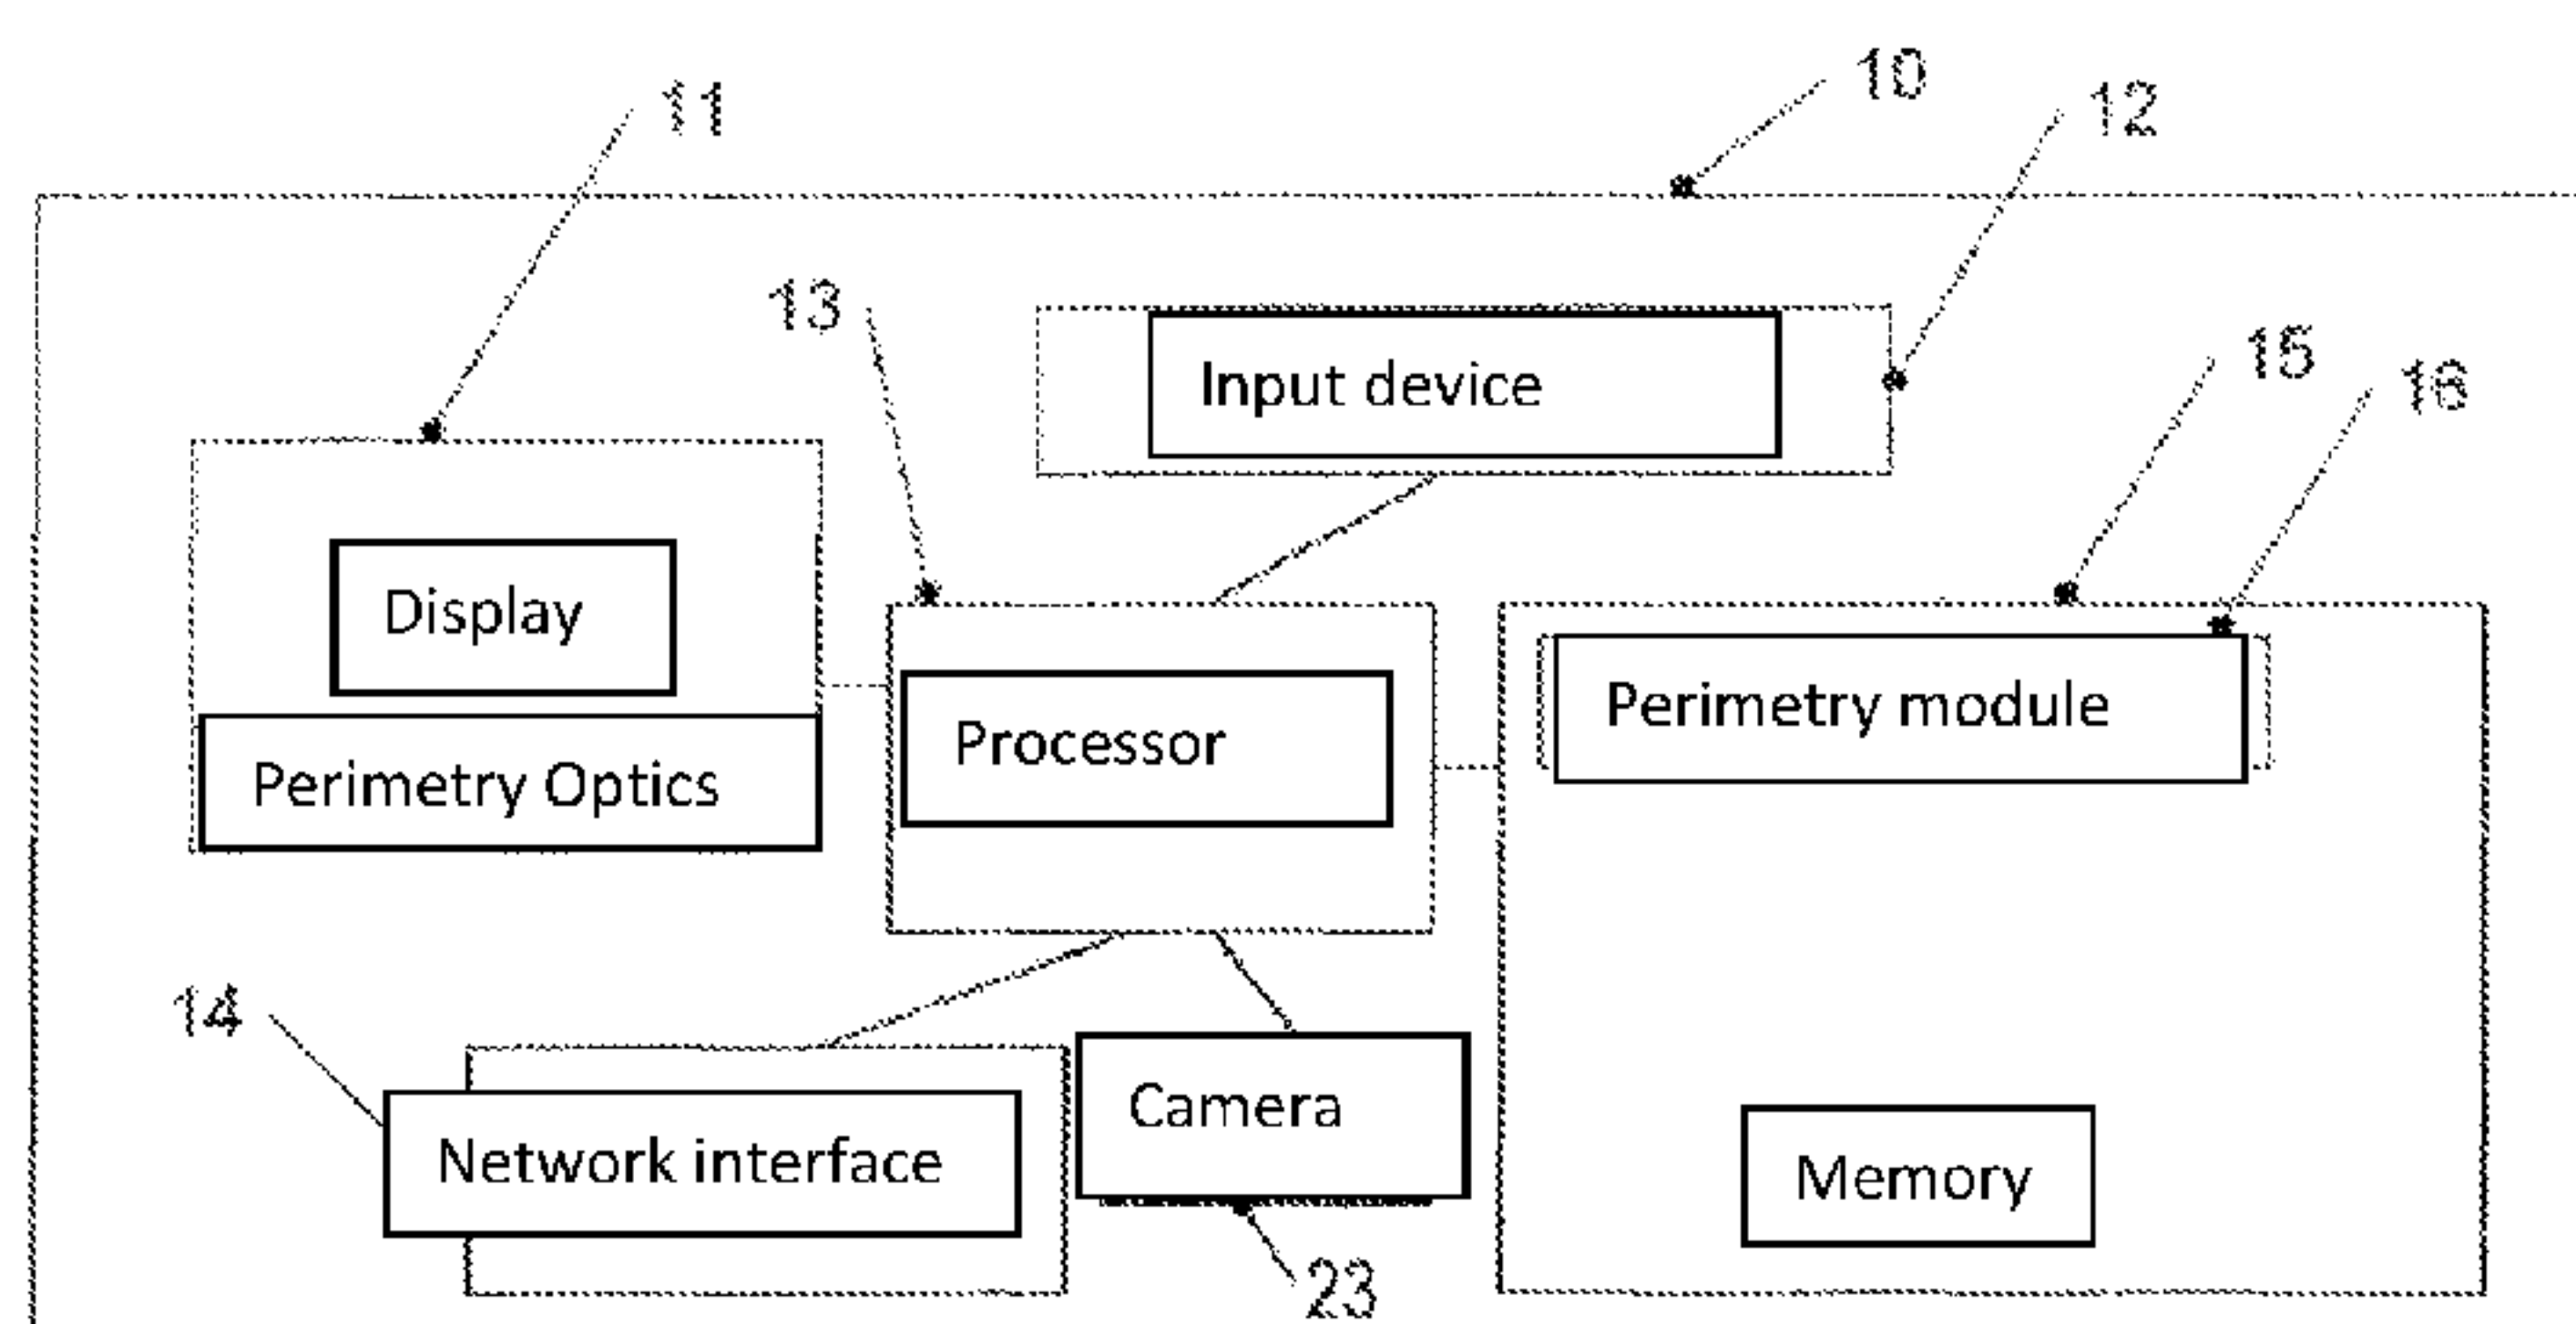 10
11
12
13
Input device
15
16
Display
Perimetry module
Processor
Perimetry Optics
14
Camera
Network interface
Memory
23